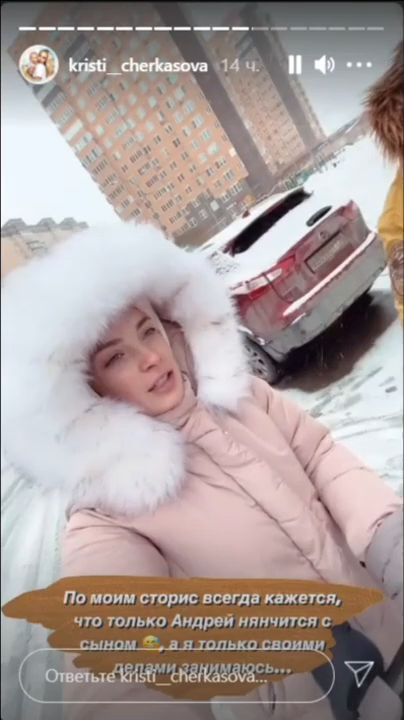 kristi__cherkasova 14 ч.
По моим сторис всегда кажется,
что только Андрей нянчится с
сыном 😅, а я только своими
делами занимаюсь...
Ответьте kristi__cherkasova...